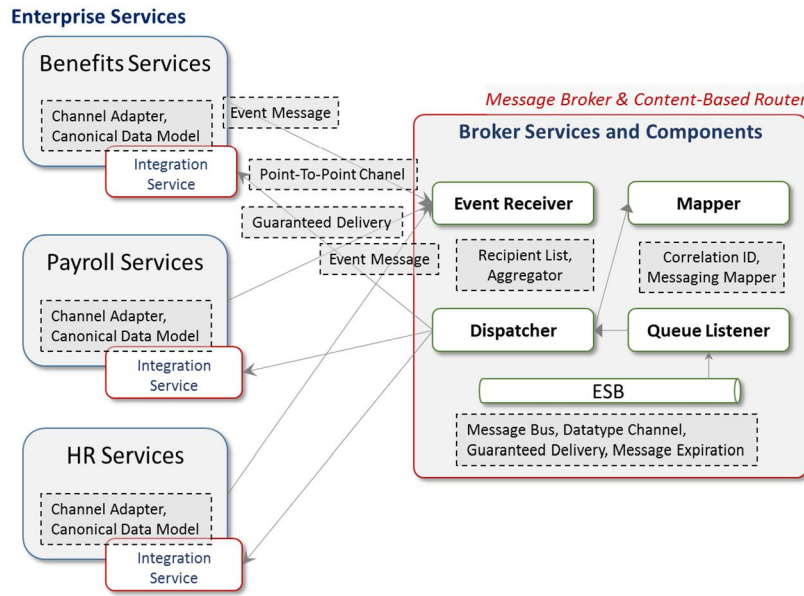 Enterprise Services
Benefits Services
Channel Adapter,
Canonical Data Model
Integration
Service
Event Message
Point-To-Point Chanel
Guaranteed Delivery
Event Message
Payroll Services
Channel Adapter,
Canonical Data Model
Integration
Service
HR Services
Channel Adapter,
Canonical Data Model
Integration
Service
Message Broker & Content-Based Router
Broker Services and Components
Event Receiver
Mapper
Recipient List,
Aggregator
Correlation ID,
Messaging Mapper
Dispatcher
Queue Listener
ESB
Message Bus, Datatype Channel,
Guaranteed Delivery, Message Expiration